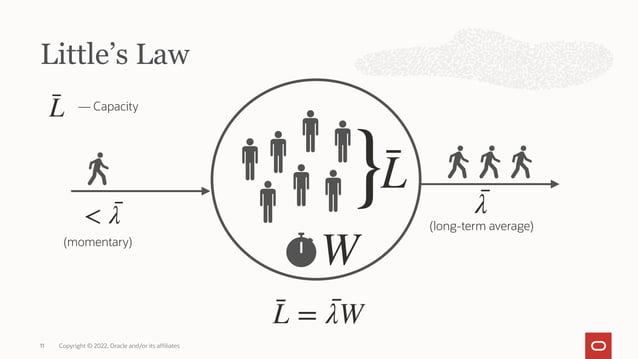 Little’s Law
L̄ — Capacity
} L̄
< λ̄
λ̄
(momentary)
(long-term average)
W
L̄ = λ̄W
11 Copyright © 2022, Oracle and/or its affiliates